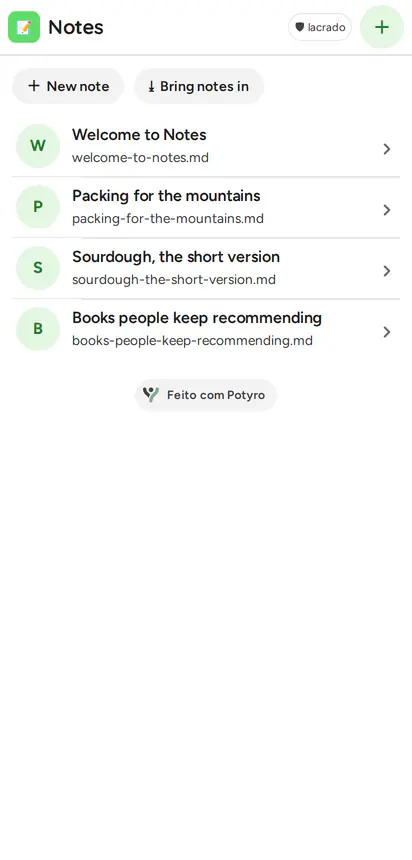 Notes
lacrado
+
+ New note
Bring notes in
W
Welcome to Notes
welcome-to-notes.md
P
Packing for the mountains
packing-for-the-mountains.md
S
Sourdough, the short version
sourdough-the-short-version.md
B
Books people keep recommending
books-people-keep-recommending.md
Feito com Potyro